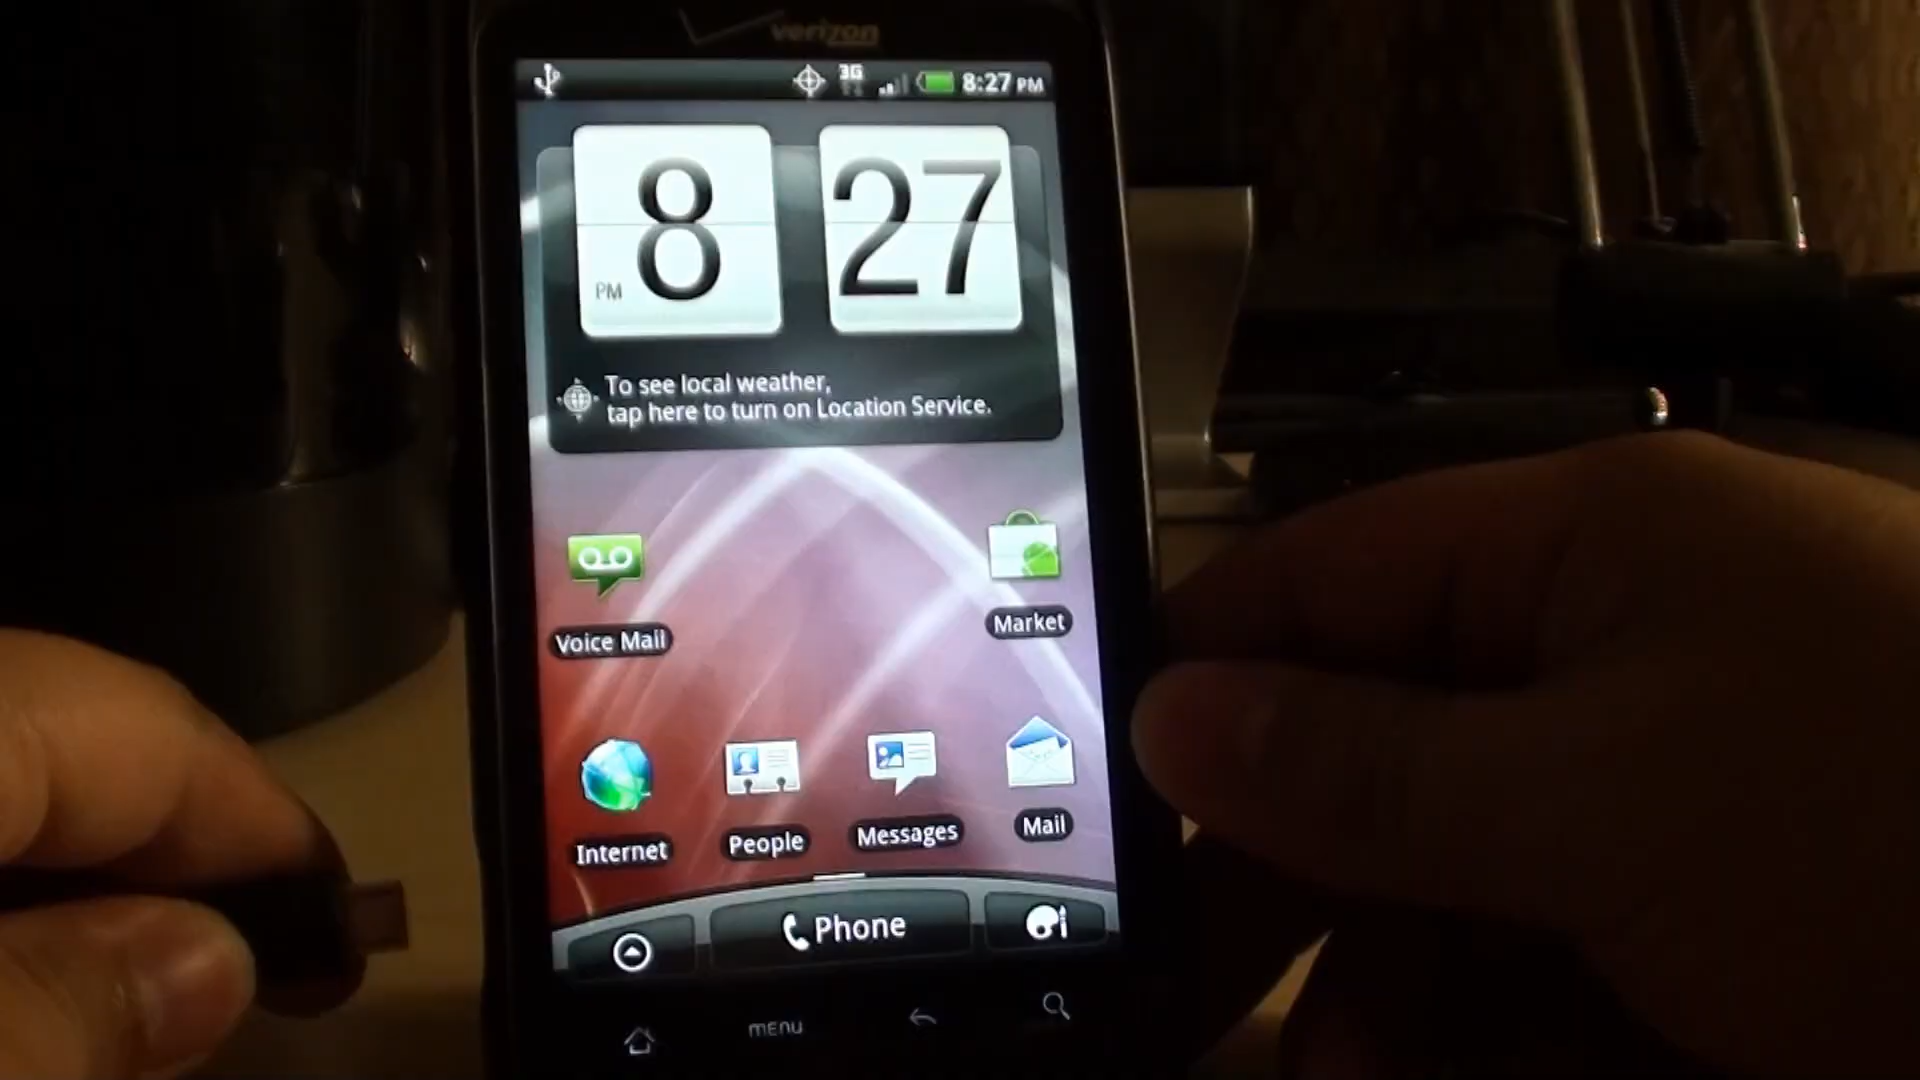 verizon
3G 8:27 PM
8 27
PM
To see local weather,
tap here to turn on Location Service.
Voice Mail
Market
Internet
People
Messages
Mail
Phone
menu